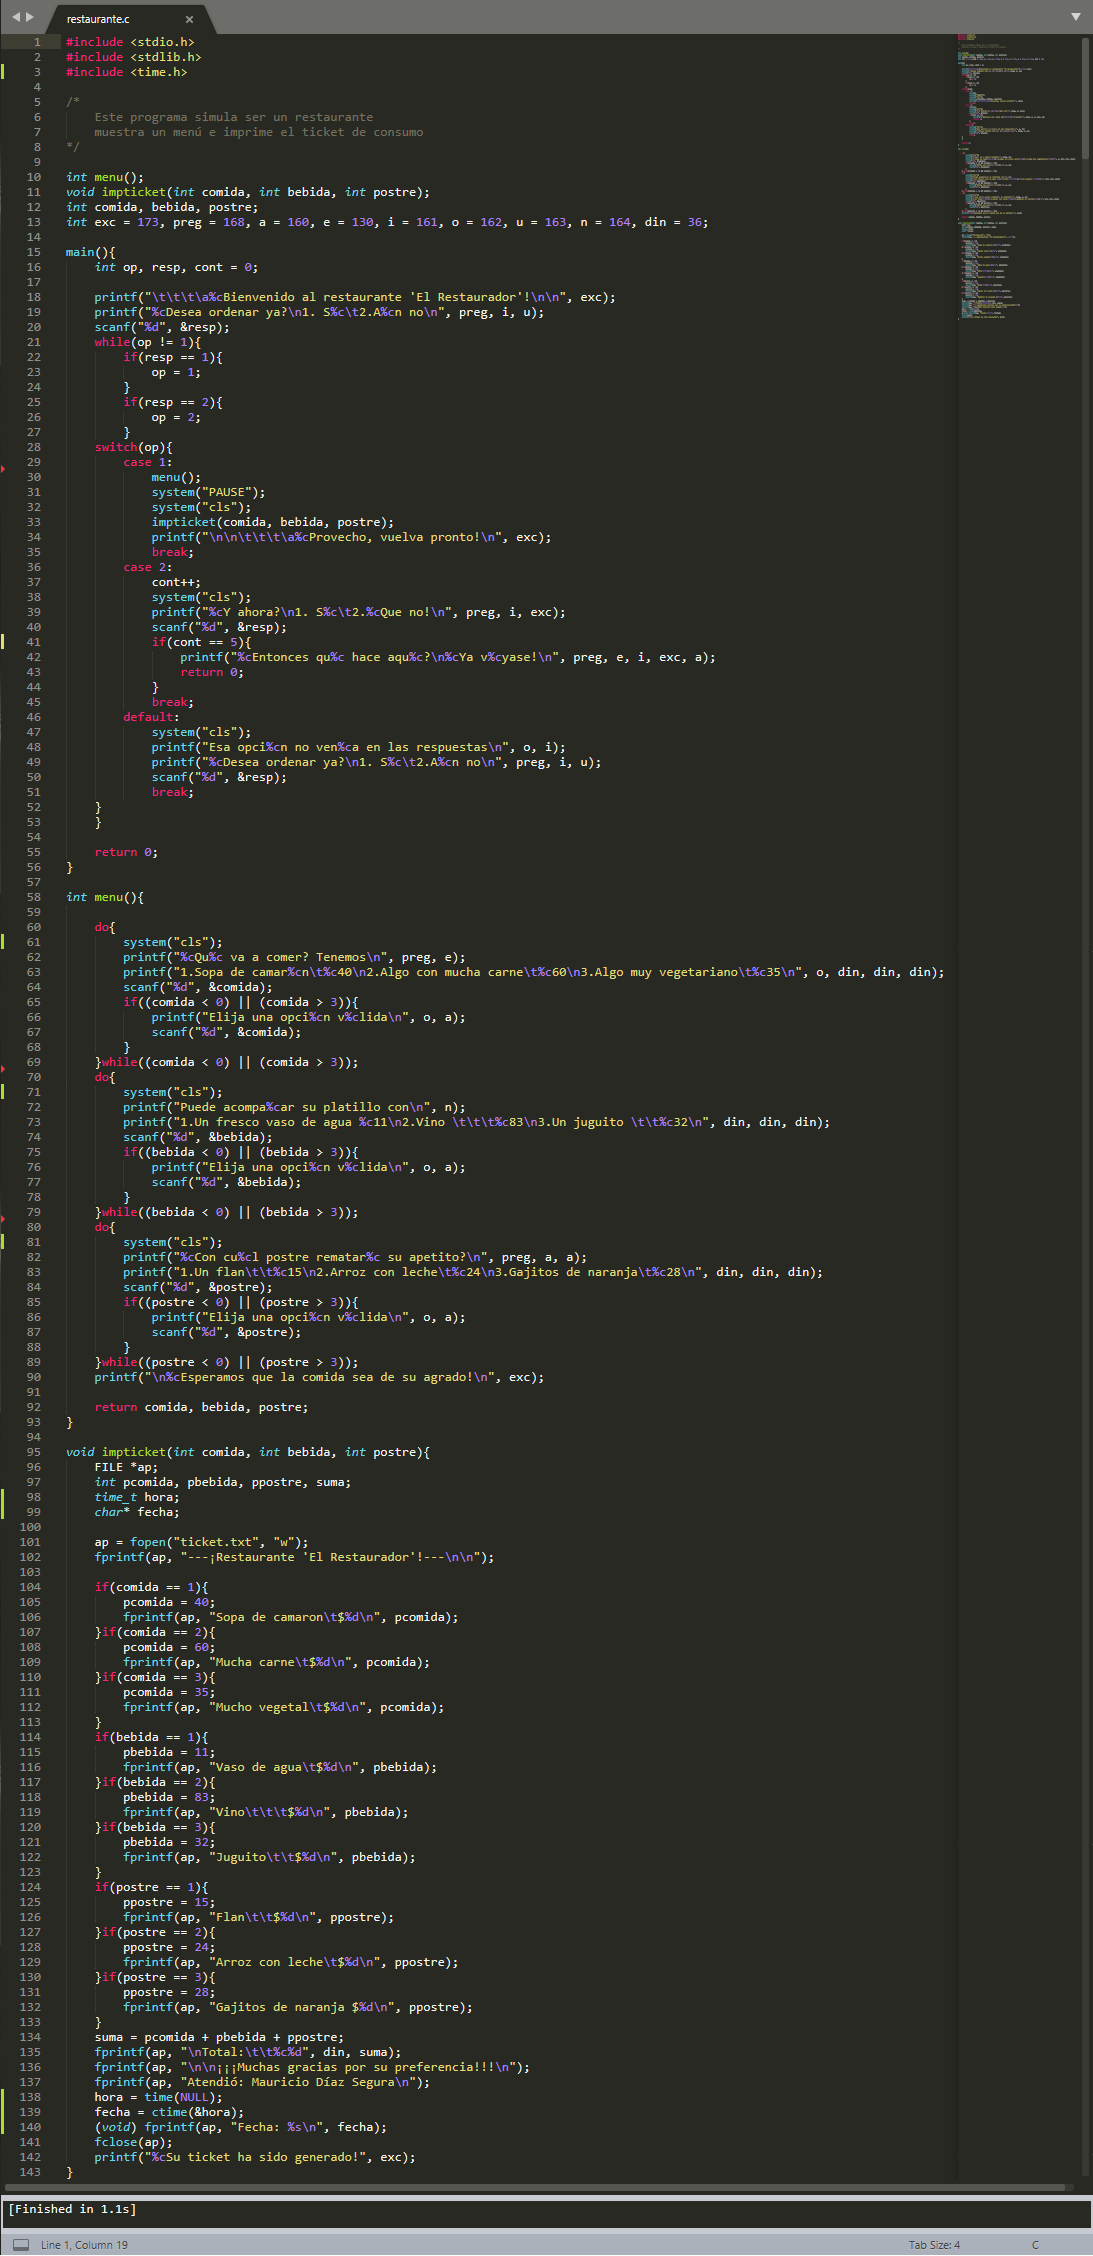 restaurante.c ×
1 #include <stdio.h>
2 #include <stdlib.h>
3 #include <time.h>
4
5 /*
6     Este programa simula ser un restaurante
7     muestra un menú e imprime el ticket de consumo
8 */
9
10 int menu();
11 void impticket(int comida, int bebida, int postre);
12 int comida, bebida, postre;
13 int exc = 173, preg = 168, a = 160, e = 130, i = 161, o = 162, u = 163, n = 164, din = 36;
14
15 main(){
16     int op, resp, cont = 0;
17
18     printf("\t\t\t\a%cBienvenido al restaurante 'El Restaurador'!\n\n", exc);
19     printf("%cDesea ordenar ya?\n1. S%c\t2.A%cn no\n", preg, i, u);
20     scanf("%d", &resp);
21     while(op != 1){
22         if(resp == 1){
23             op = 1;
24         }
25         if(resp == 2){
26             op = 2;
27         }
28     switch(op){
29         case 1:
30             menu();
31             system("PAUSE");
32             system("cls");
33             impticket(comida, bebida, postre);
34             printf("\n\n\t\t\t\a%cProvecho, vuelva pronto!\n", exc);
35             break;
36         case 2:
37             cont++;
38             system("cls");
39             printf("%cY ahora?\n1. S%c\t2.%cQue no!\n", preg, i, exc);
40             scanf("%d", &resp);
41             if(cont == 5){
42                 printf("%cEntonces qu%c hace aqu%c?\n%cYa v%cyase!\n", preg, e, i, exc, a);
43                 return 0;
44             }
45             break;
46         default:
47             system("cls");
48             printf("Esa opci%cn no ven%ca en las respuestas\n", o, i);
49             printf("%cDesea ordenar ya?\n1. S%c\t2.A%cn no\n", preg, i, u);
50             scanf("%d", &resp);
51             break;
52     }
53     }
54
55     return 0;
56 }
57
58 int menu(){
59
60     do{
61         system("cls");
62         printf("%cQu%c va a comer? Tenemos\n", preg, e);
63         printf("1.Sopa de camar%cn\t%c40\n2.Algo con mucha carne\t%c60\n3.Algo muy vegetariano\t%c35\n", o, din, din, din);
64         scanf("%d", &comida);
65         if((comida < 0) || (comida > 3)){
66             printf("Elija una opci%cn v%clida\n", o, a);
67             scanf("%d", &comida);
68         }
69     }while((comida < 0) || (comida > 3));
70     do{
71         system("cls");
72         printf("Puede acompa%car su platillo con\n", n);
73         printf("1.Un fresco vaso de agua %c11\n2.Vino \t\t\t%c83\n3.Un juguito \t\t%c32\n", din, din, din);
74         scanf("%d", &bebida);
75         if((bebida < 0) || (bebida > 3)){
76             printf("Elija una opci%cn v%clida\n", o, a);
77             scanf("%d", &bebida);
78         }
79     }while((bebida < 0) || (bebida > 3));
80     do{
81         system("cls");
82         printf("%cCon cu%cl postre rematar%c su apetito?\n", preg, a, a);
83         printf("1.Un flan\t\t%c15\n2.Arroz con leche\t%c24\n3.Gajitos de naranja\t%c28\n", din, din, din);
84         scanf("%d", &postre);
85         if((postre < 0) || (postre > 3)){
86             printf("Elija una opci%cn v%clida\n", o, a);
87             scanf("%d", &postre);
88         }
89     }while((postre < 0) || (postre > 3));
90     printf("\n%cEsperamos que la comida sea de su agrado!\n", exc);
91
92     return comida, bebida, postre;
93 }
94
95 void impticket(int comida, int bebida, int postre){
96     FILE *ap;
97     int pcomida, pbebida, ppostre, suma;
98     time_t hora;
99     char* fecha;
100
101     ap = fopen("ticket.txt", "w");
102     fprintf(ap, "---¡Restaurante 'El Restaurador'!---\n\n");
103
104     if(comida == 1){
105         pcomida = 40;
106         fprintf(ap, "Sopa de camaron\t$%d\n", pcomida);
107     }if(comida == 2){
108         pcomida = 60;
109         fprintf(ap, "Mucha carne\t$%d\n", pcomida);
110     }if(comida == 3){
111         pcomida = 35;
112         fprintf(ap, "Mucho vegetal\t$%d\n", pcomida);
113     }
114     if(bebida == 1){
115         pbebida = 11;
116         fprintf(ap, "Vaso de agua\t$%d\n", pbebida);
117     }if(bebida == 2){
118         pbebida = 83;
119         fprintf(ap, "Vino\t\t\t$%d\n", pbebida);
120     }if(bebida == 3){
121         pbebida = 32;
122         fprintf(ap, "Juguito\t\t$%d\n", pbebida);
123     }
124     if(postre == 1){
125         ppostre = 15;
126         fprintf(ap, "Flan\t\t$%d\n", ppostre);
127     }if(postre == 2){
128         ppostre = 24;
129         fprintf(ap, "Arroz con leche\t$%d\n", ppostre);
130     }if(postre == 3){
131         ppostre = 28;
132         fprintf(ap, "Gajitos de naranja $%d\n", ppostre);
133     }
134     suma = pcomida + pbebida + ppostre;
135     fprintf(ap, "\nTotal:\t\t%c%d", din, suma);
136     fprintf(ap, "\n\n¡¡¡Muchas gracias por su preferencia!!!\n");
137     fprintf(ap, "Atendió: Mauricio Díaz Segura\n");
138     hora = time(NULL);
139     fecha = ctime(&hora);
140     (void) fprintf(ap, "Fecha: %s\n", fecha);
141     fclose(ap);
142     printf("%cSu ticket ha sido generado!", exc);
143 }
[Finished in 1.1s]
Line 1, Column 19 Tab Size: 4 C